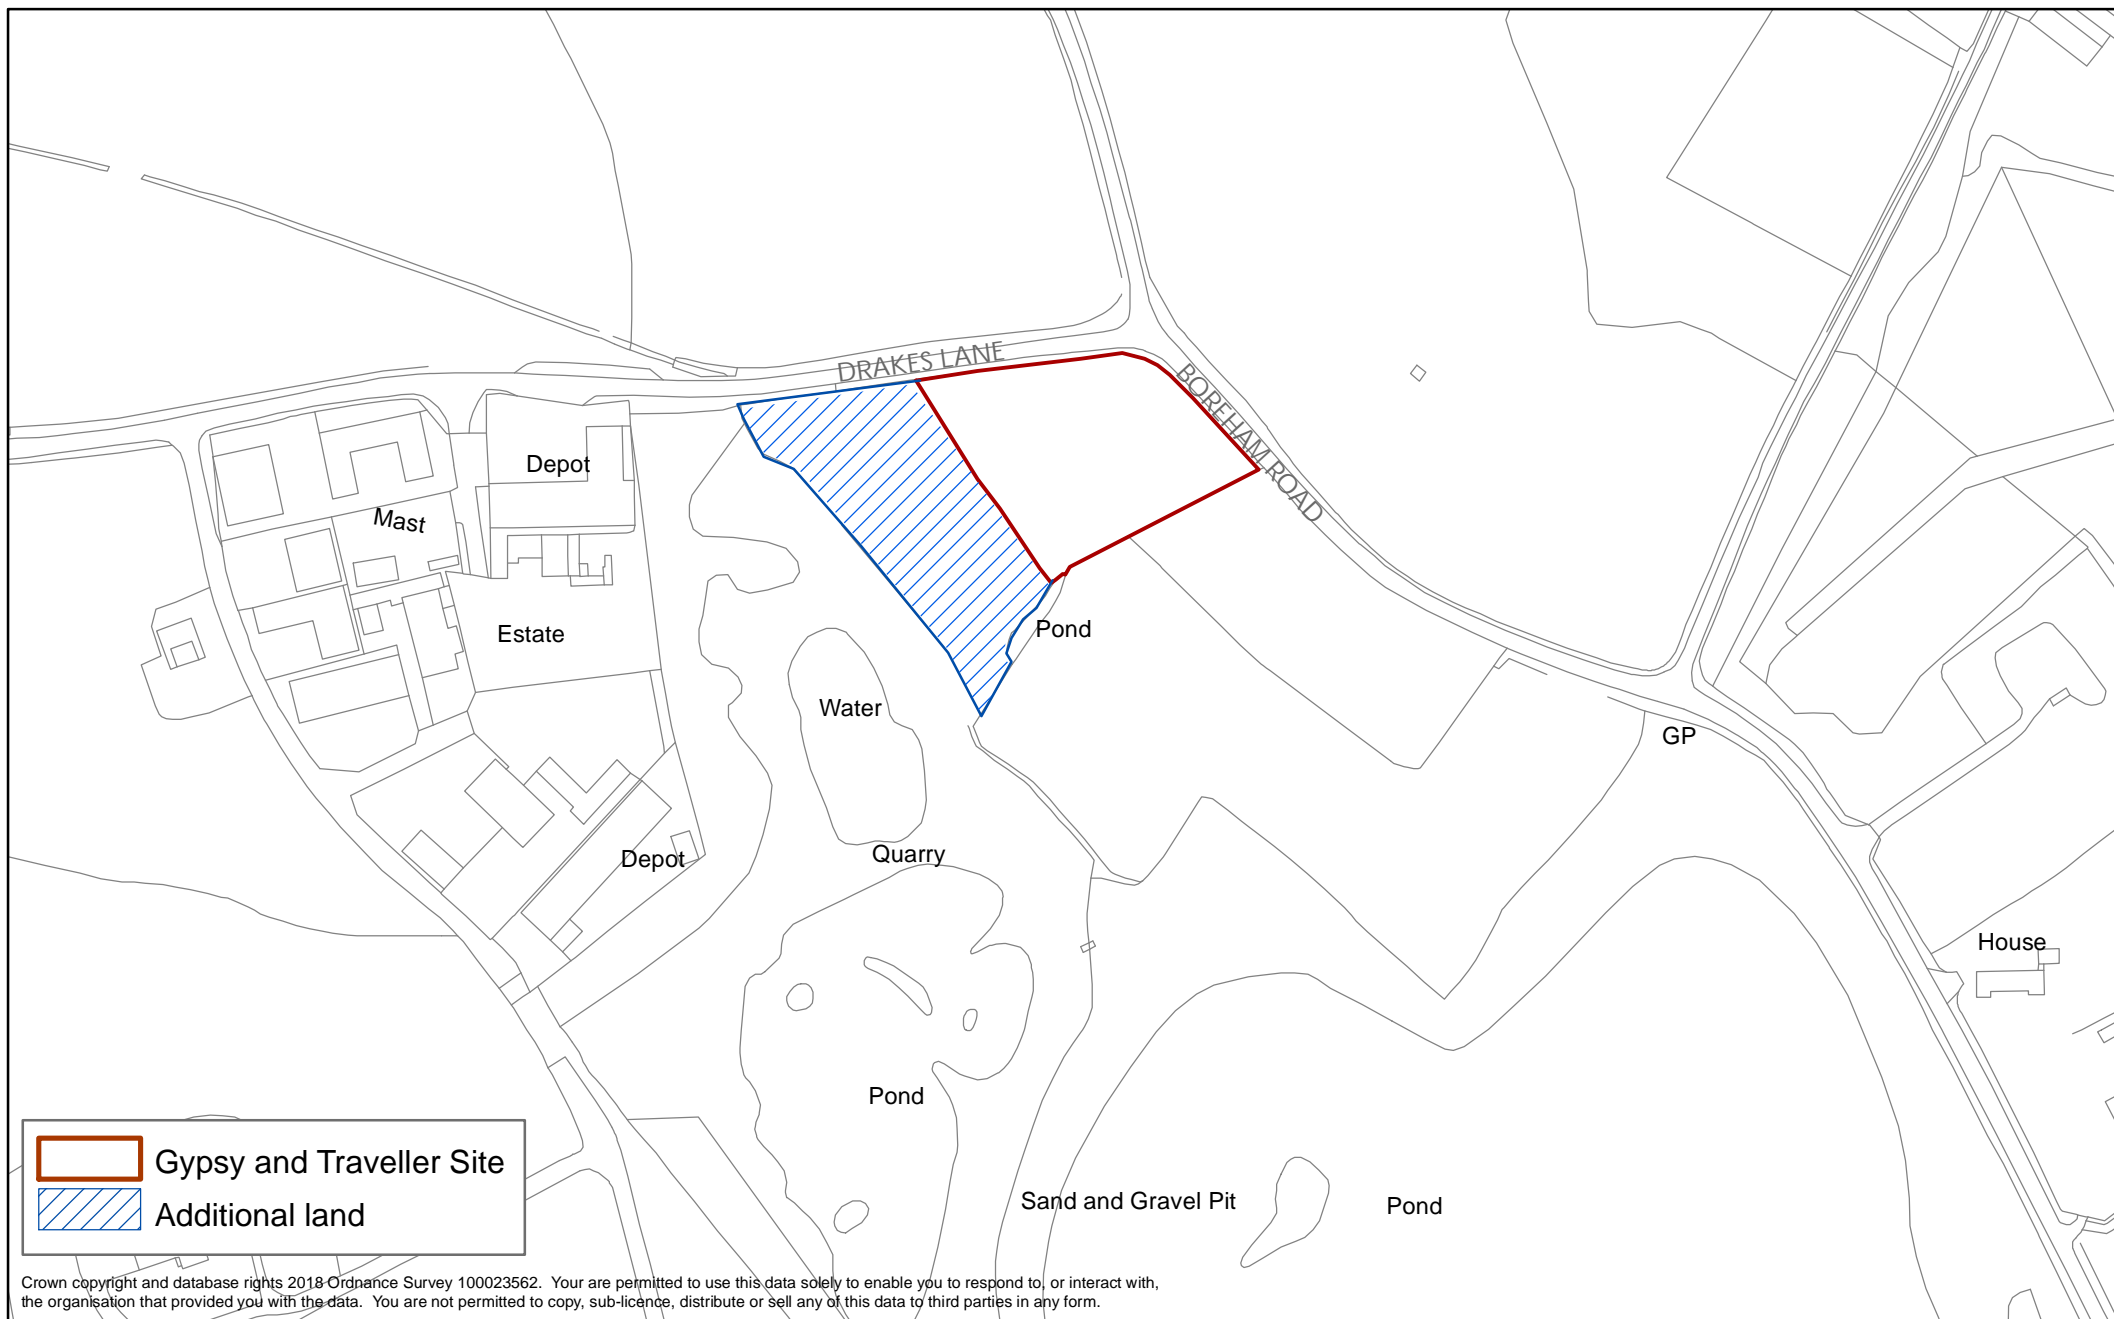 DRAKES LANE
BOREHAM ROAD
Depot
Mast
Estate
Pond
Water
GP
Depot
Quarry
House
Pond
Sand and Gravel Pit
Pond
Gypsy and Traveller Site
Additional land
Crown copyright and database rights 2018 Ordnance Survey 100023562.  Your are permitted to use this data solely to enable you to respond to, or interact with,
the organisation that provided you with the data.  You are not permitted to copy, sub-licence, distribute or sell any of this data to third parties in any form.